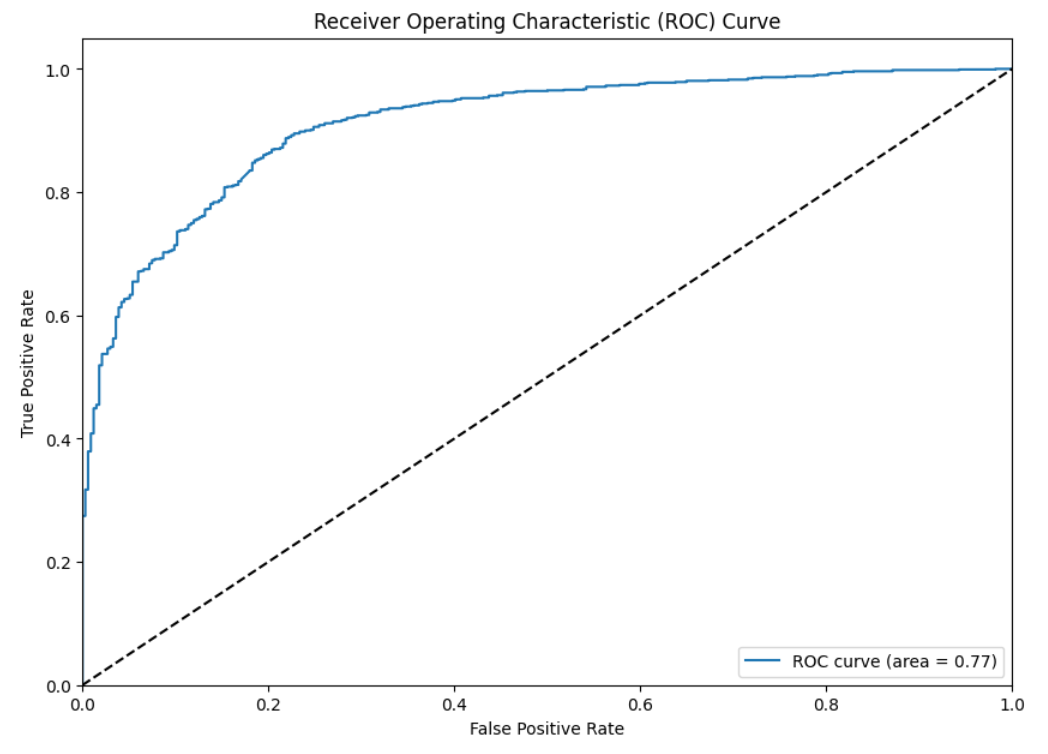 Receiver Operating Characteristic (ROC) Curve
1.0
0.8
0.6
0.4
0.2
0.0
True Positive Rate
ROC curve (area = 0.77)
0.0 0.2 0.4 0.6 0.8 1.0
False Positive Rate